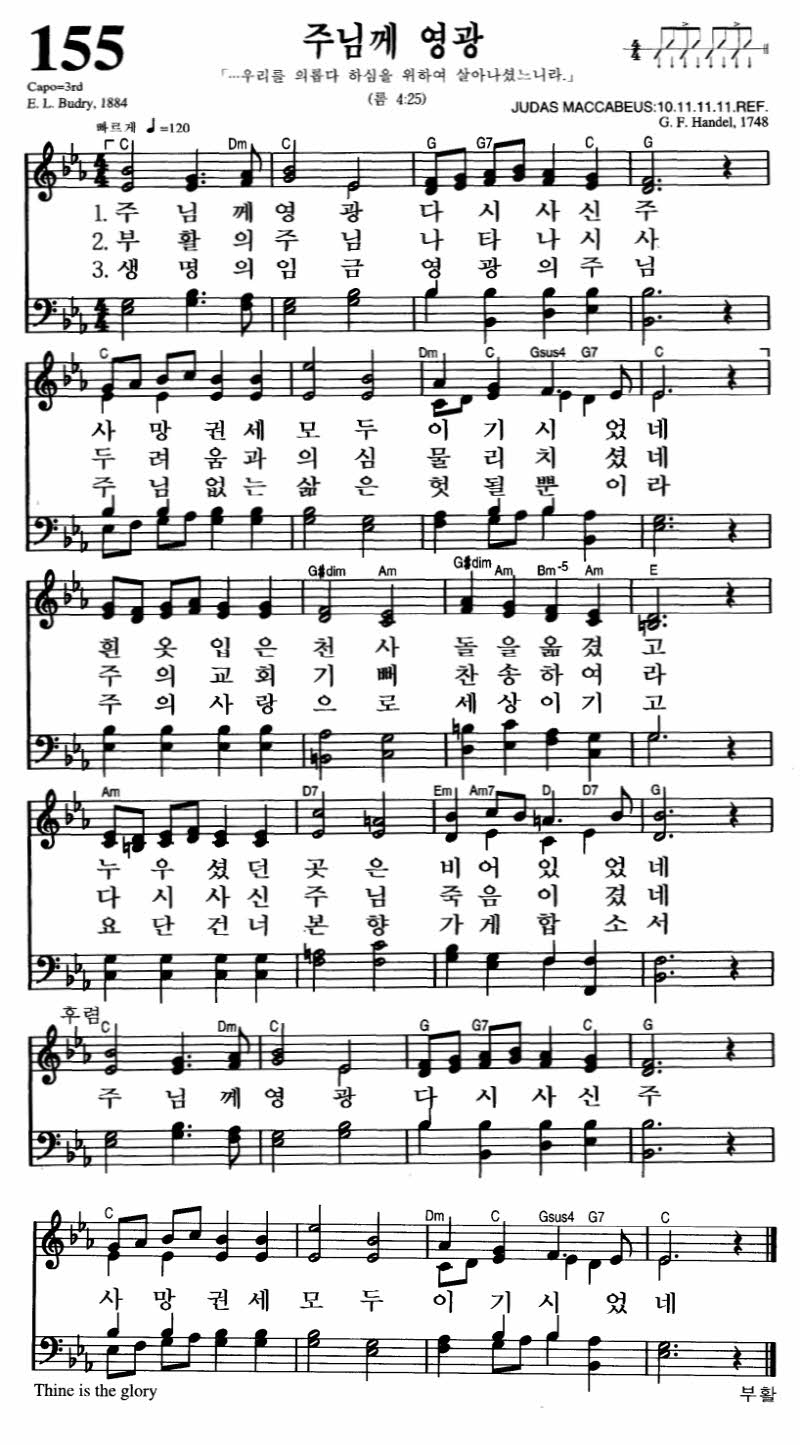 155
주님께 영광
「…우리를 의롭다 하심을 위하여 살아나셨느니라.」
(롬 4:25)
Capo=3rd
E. L. Budry, 1884
JUDAS MACCABEUS:10.11.11.11.REF.
G. F. Handel, 1748
빠르게 ♩=120
4/4
C Dm C G G7 C G
1. 주 님 께 영 광 다 시 사 신 주
2. 부 활 의 주 님 나 타 나 시 사
3. 생 명 의 임 금 영 광 의 주 님
C Dm C Gsus4 G7 C
사 망 권 세 모 두 이 기 시 었 네
두 려 움 과 의 심 물 리 치 셨 네
주 님 없 는 삶 은 헛 될 뿐 이 라
G#dim Am G#dim Am Bm-5 Am E
흰 옷 입 은 천 사 돌 을 옮 겼 고
주 의 교 회 기 뻐 찬 송 하 여 라
주 의 사 랑 으 로 세 상 이 기 고
Am D7 Em Am7 D D7 G
누 우 셨 던 곳 은 비 어 있 었 네
다 시 사 신 주 님 죽 음 이 겼 네
요 단 건 너 본 향 가 게 합 소 서
후 렴
C Dm C G G7 C G
주 님 께 영 광 다 시 사 신 주
C Dm C Gsus4 G7 C
사 망 권 세 모 두 이 기 시 었 네
Thine is the glory
부활